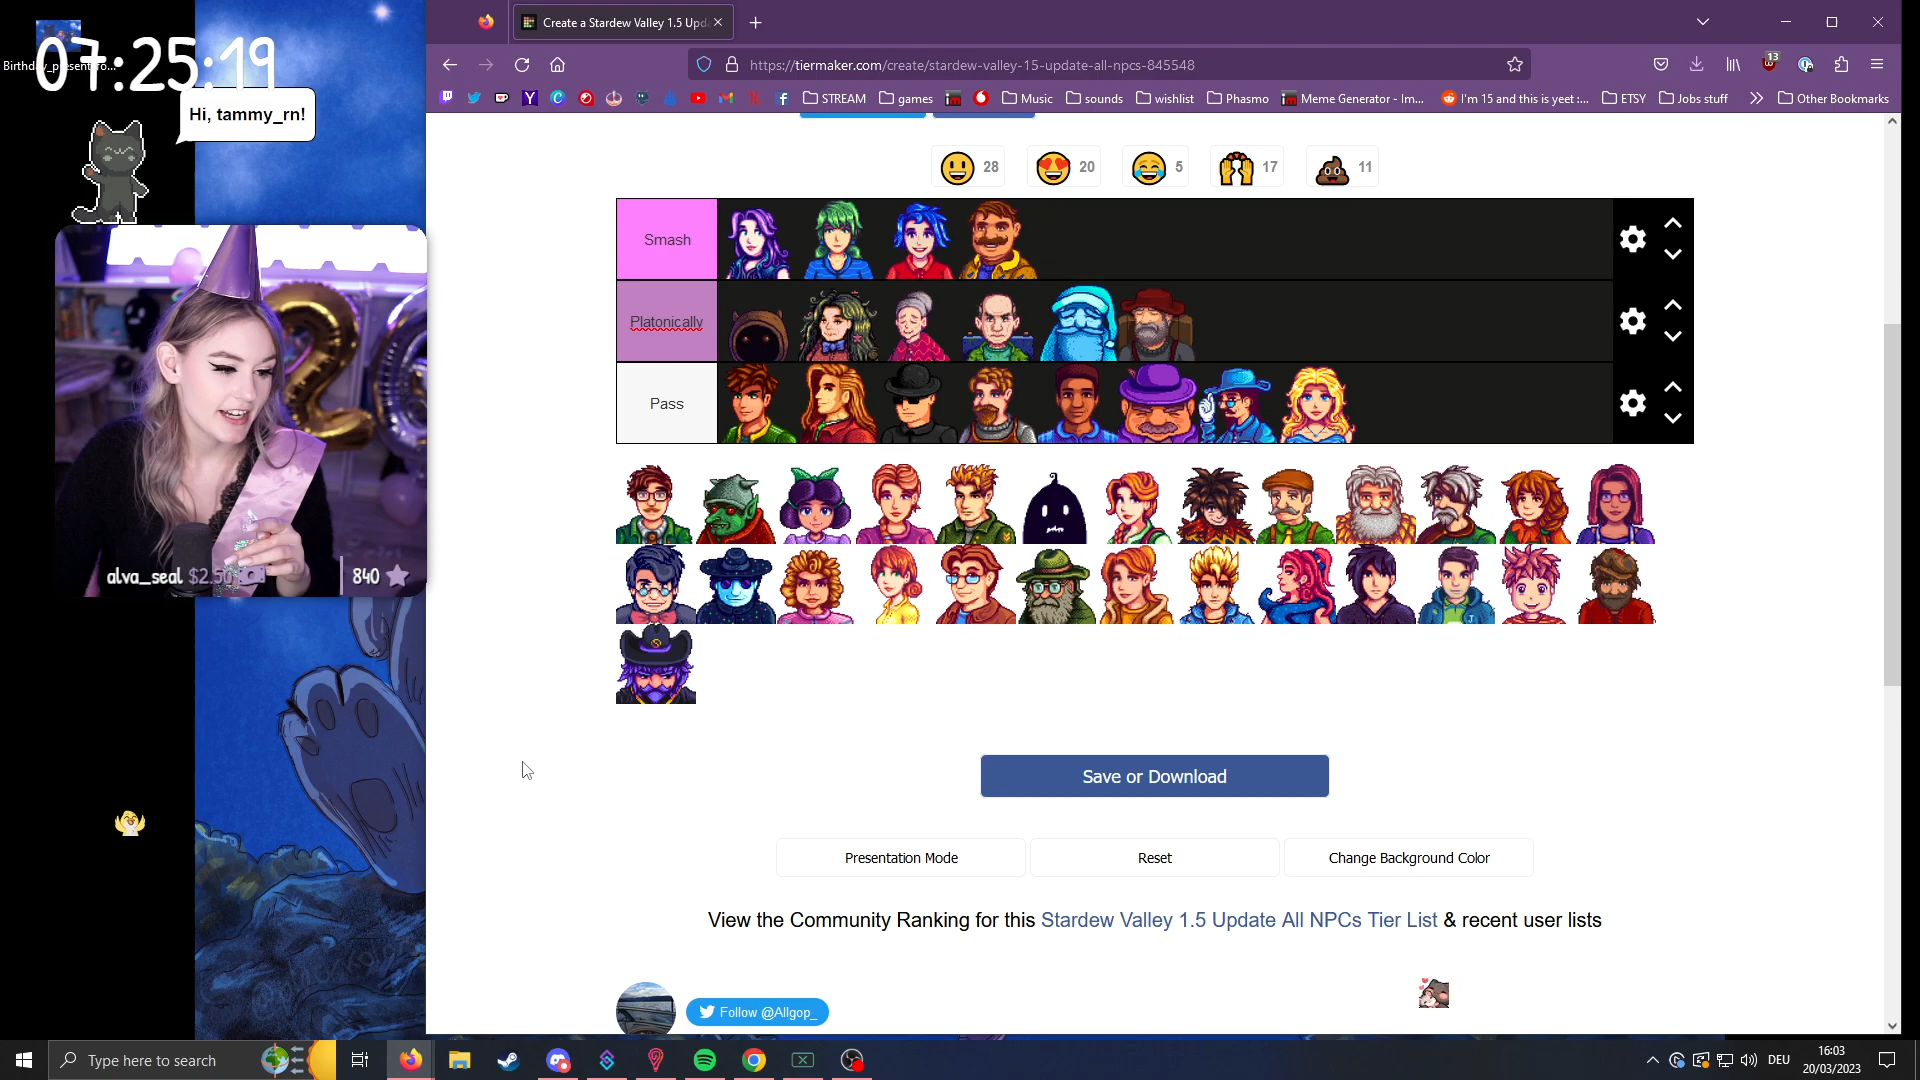 Create a Stardew Valley 1.5 Upda
https://tiermaker.com/create/stardew-valley-15-update-all-npcs-845548
13
STREAM
games
Music
sounds
wishlist
Phasmo
Meme Generator - Im...
I'm 15 and this is yeet :...
ETSY
Jobs stuff
Other Bookmarks
07:25:19
Birthday_present fo...
Hi, tammy_rn!
alva_seal $2.50
840
28
20
5
17
11
Smash
Platonically
Pass
Save or Download
Presentation Mode
Reset
Change Background Color
View the Community Ranking for this Stardew Valley 1.5 Update All NPCs Tier List & recent user lists
Follow @Allgop_
Type here to search
DEU
16:03
20/03/2023